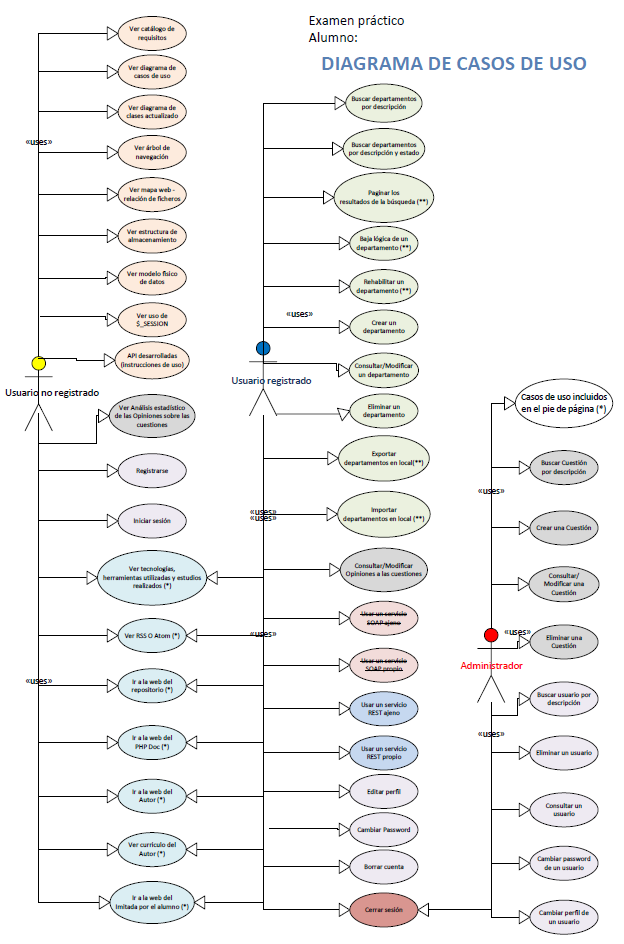 Examen práctico
Alumno:
DIAGRAMA DE CASOS DE USO
Ver catálogo de
requisitos
Ver diagrama de
casos de uso
Ver diagrama de
clases actualizado
«uses»
Ver árbol de
navegación
Ver mapa web -
relación de ficheros
Ver estructura de
almacenamiento
Ver modelo físico
de datos
Ver uso de
$_SESSION
API desarrolladas
(instrucciones de uso)
Usuario no registrado
Ver Análisis estadístico
de las Opiniones sobre las
cuestiones
Registrarse
Iniciar sesión
Ver tecnologías,
herramientas utilizadas y estudios
realizados (*)
Ver RSS O Atom (*)
«uses»
Ir a la web del
repositorio (*)
Ir a la web del
PHP Doc (*)
Ir a la web del
Autor (*)
Ver currículo del
Autor (*)
Ir a la web del
Imitada por el alumno (*)
Buscar departamentos
por descripción
Buscar departamentos
por descripción y estado
Paginar los
resultados de la búsqueda (**)
Baja lógica de un
departamento (**)
Rehabilitar un
departamento (**)
«uses»
Crear un
departamento
Consultar/Modificar
un departamento
Usuario registrado
Eliminar un
departamento
Exportar
departamentos en local(**)
«uses»
«uses»
Importar
departamentos en local (**)
Consultar/Modificar
Opiniones a las cuestiones
Usar un servicio
SOAP ajeno
«uses»
Usar un servicio
SOAP propio
Usar un servicio
REST ajeno
Usar un servicio
REST propio
Editar perfil
Cambiar Password
Borrar cuenta
Cerrar sesión
Casos de uso incluidos
en el pie de página (*)
Buscar Cuestión
por descripción
«uses»
Crear una Cuestión
Consultar/
Modificar una
Cuestión
«uses»
Eliminar una
Cuestión
Administrador
Buscar usuario por
descripción
«uses»
Eliminar un usuario
Consultar un
usuario
Cambiar password
de un usuario
Cambiar perfil de
un usuario